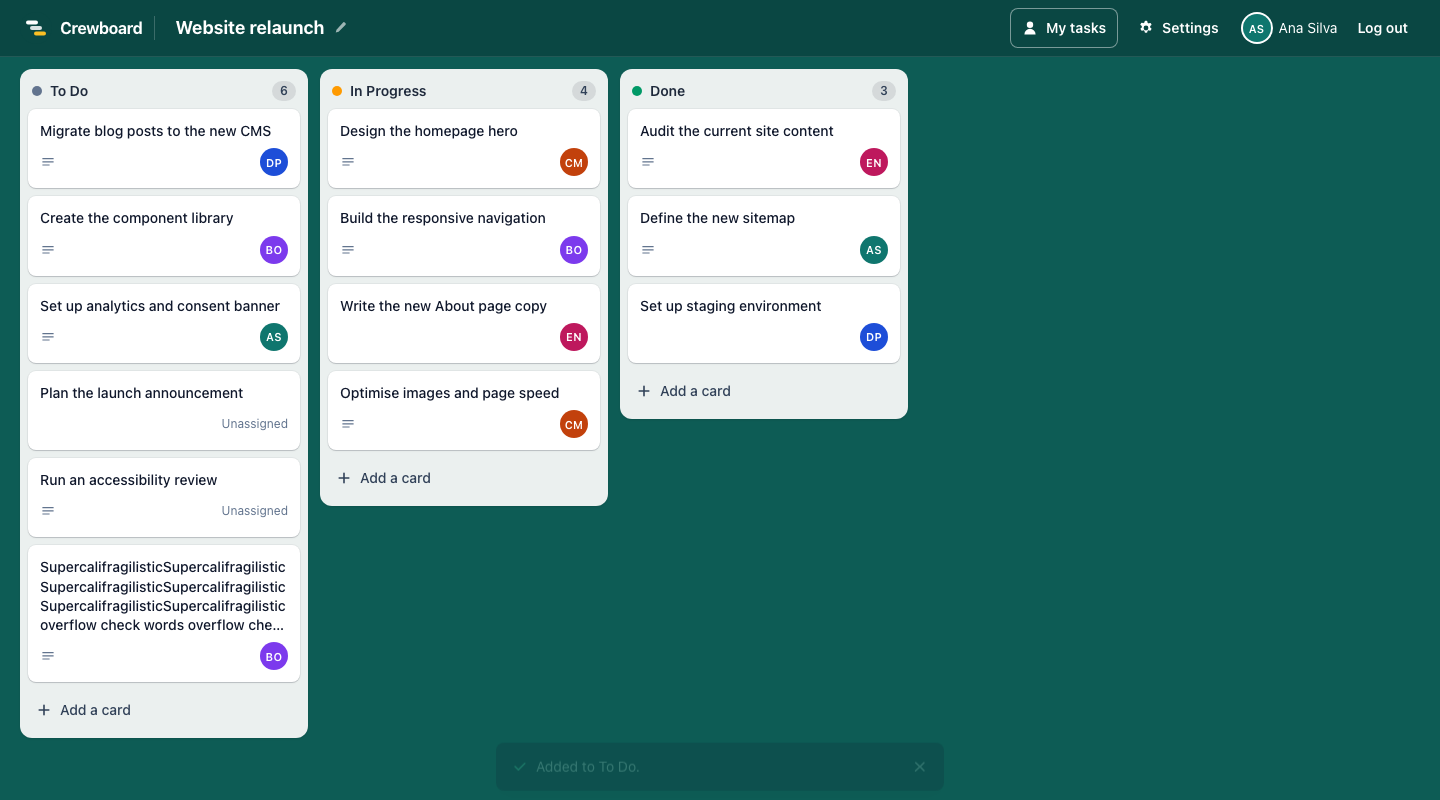 Crewboard
Website relaunch
My tasks
Settings
AS
Ana Silva
Log out
To Do
6
Migrate blog posts to the new CMS
DP
Create the component library
BO
Set up analytics and consent banner
AS
Plan the launch announcement
Unassigned
Run an accessibility review
Unassigned
SupercalifragilisticSupercalifragilistic
SupercalifragilisticSupercalifragilistic
SupercalifragilisticSupercalifragilistic
overflow check words overflow che...
BO
Add a card
In Progress
4
Design the homepage hero
CM
Build the responsive navigation
BO
Write the new About page copy
EN
Optimise images and page speed
CM
Add a card
Done
3
Audit the current site content
EN
Define the new sitemap
AS
Set up staging environment
DP
Add a card
Added to To Do.